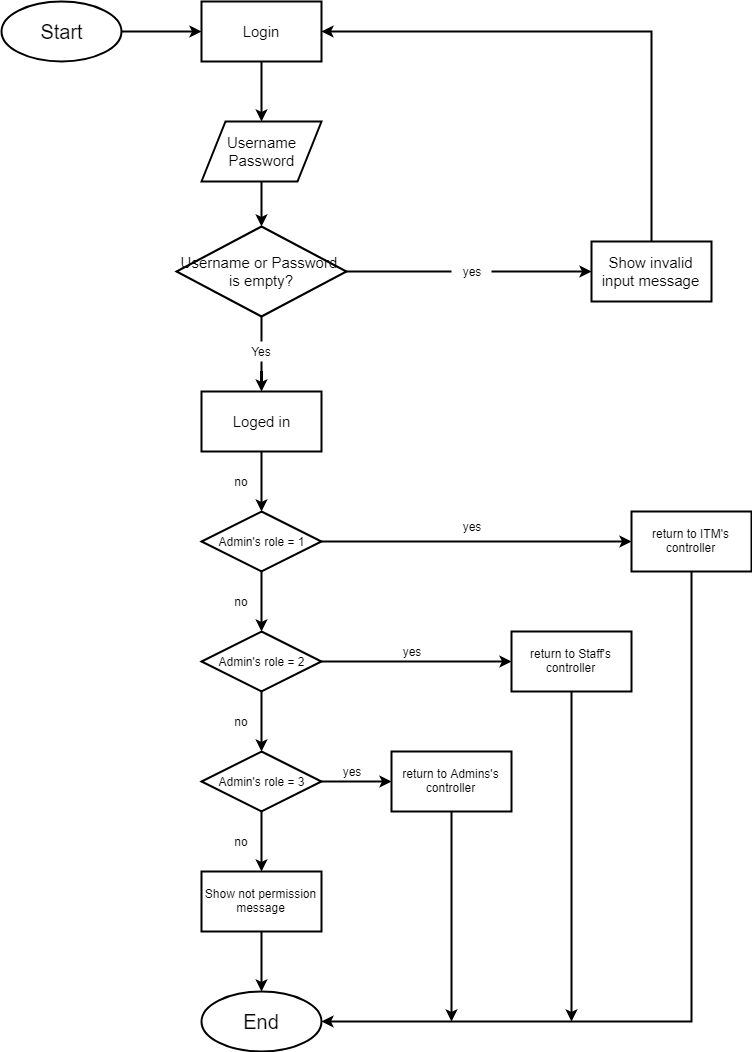 Start
Login
Username
Password
Username or Password
is empty?
yes
Show invalid
input message
Yes
Loged in
no
Admin's role = 1
yes
return to ITM's
controller
no
Admin's role = 2
yes
return to Staff's
controller
no
Admin's role = 3
yes
return to Admins's
controller
no
Show not permission
message
End